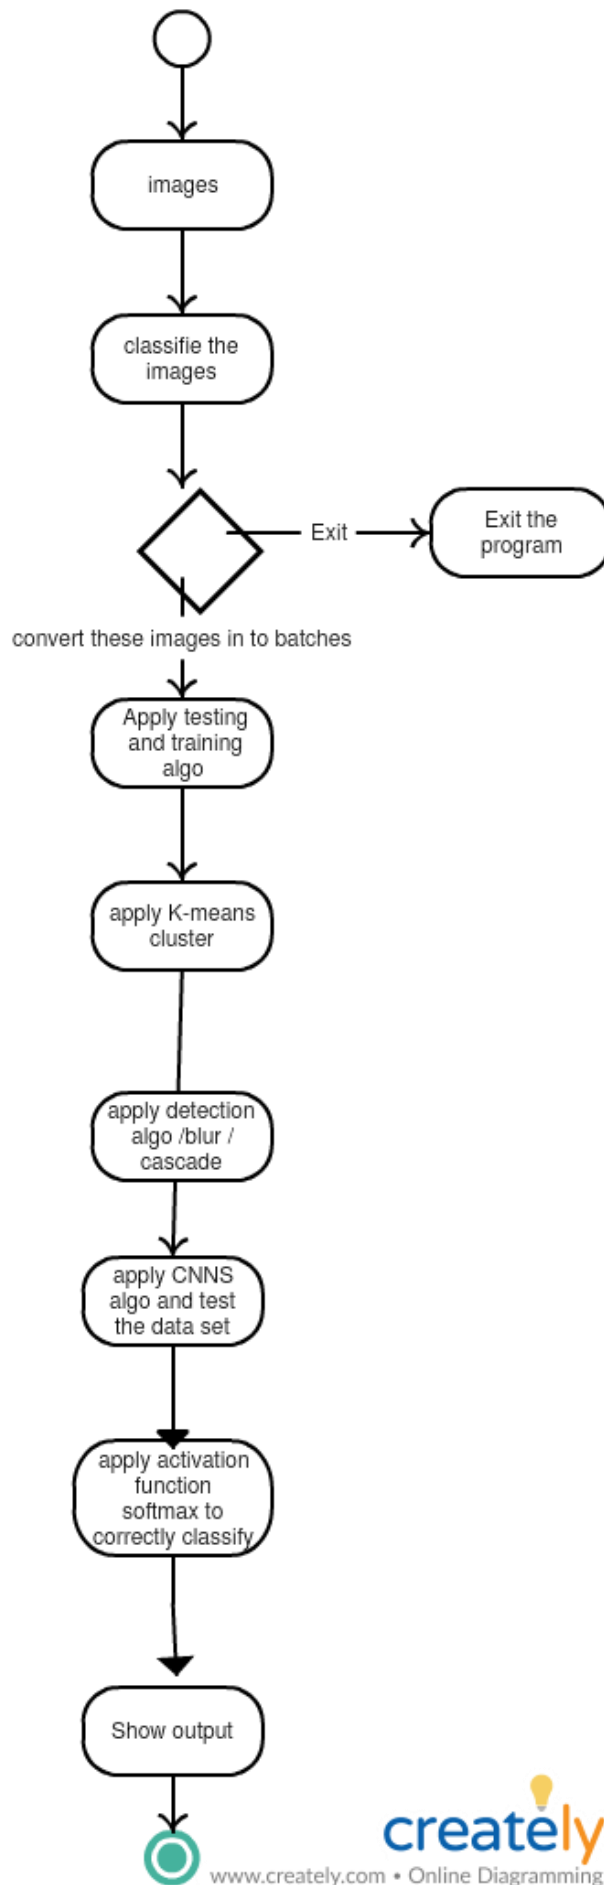 images
classifie the
images
Exit
Exit the
program
convert these images in to batches
Apply testing
and training
algo
apply K-means
cluster
apply detection
algo /blur /
cascade
apply CNNS
algo and test
the data set
apply activation
function
softmax to
correctly classify
Show output
creately
www.creately.com • Online Diagramming